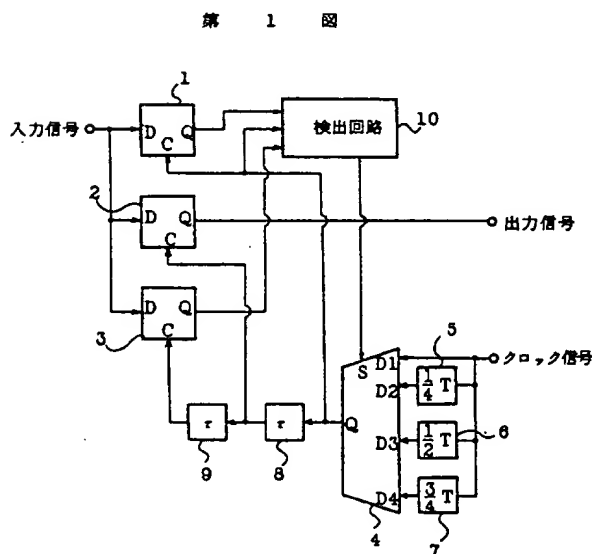 第 1 図
1
入力信号
D Q
C
検出回路
10
2
D Q
C
出力信号
D Q
C
3
5
クロック信号
S D1
D2 1/4 T
6
τ τ Q D3 1/2 T
9 8
D4 3/4 T
4 7